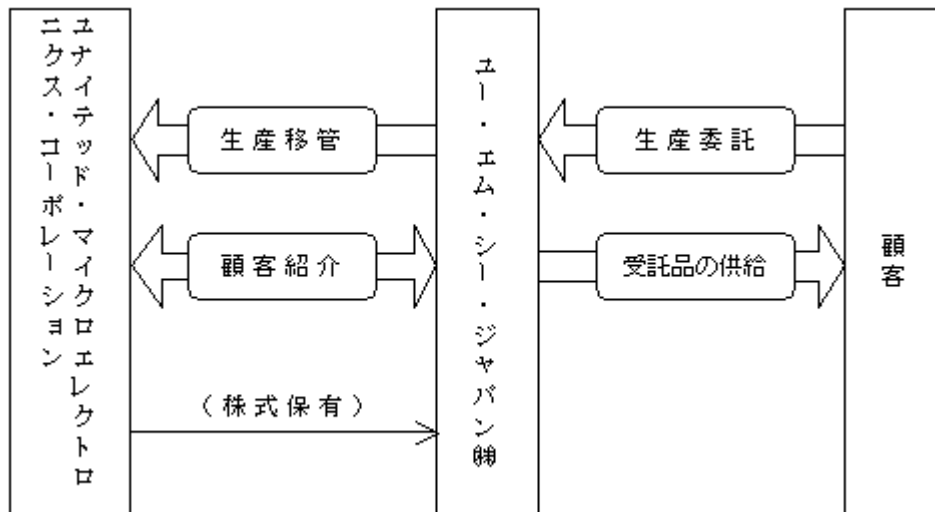 ユナイテッド・マイクロエレクトロ
ニクス・コーポレーション
生産移管
顧客紹介
（株式保有）
ユー・エム・シー・ジャパン㈱
生産委託
受託品の供給
顧客